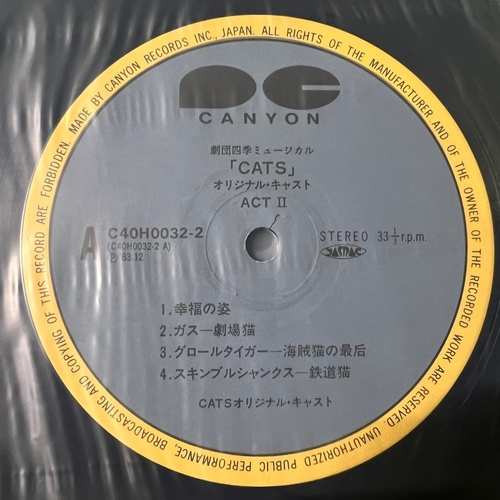 MADE BY CANYON RECORDS INC., JAPAN. ALL RIGHTS OF THE MANUFACTURER AND OF THE OWNER OF THE RECORDED WORK ARE RESERVED. UNAUTHORIZED PUBLIC PERFORMANCE, BROADCASTING AND COPYING OF THIS RECORD ARE FORBIDDEN.
CANYON
劇団四季ミュージカル
「CATS」
オリジナル・キャスト
ACT II
A
C40H0032-2
(C40H0032-2 A)
Ⓟ'83.12
STEREO 33 1/3 r.p.m.
JASRAC
1.幸福の姿
2.ガス—劇場猫
3.グロールタイガー—海賊猫の最后
4.スキンブルシャンクス—鉄道猫
CATSオリジナル・キャスト